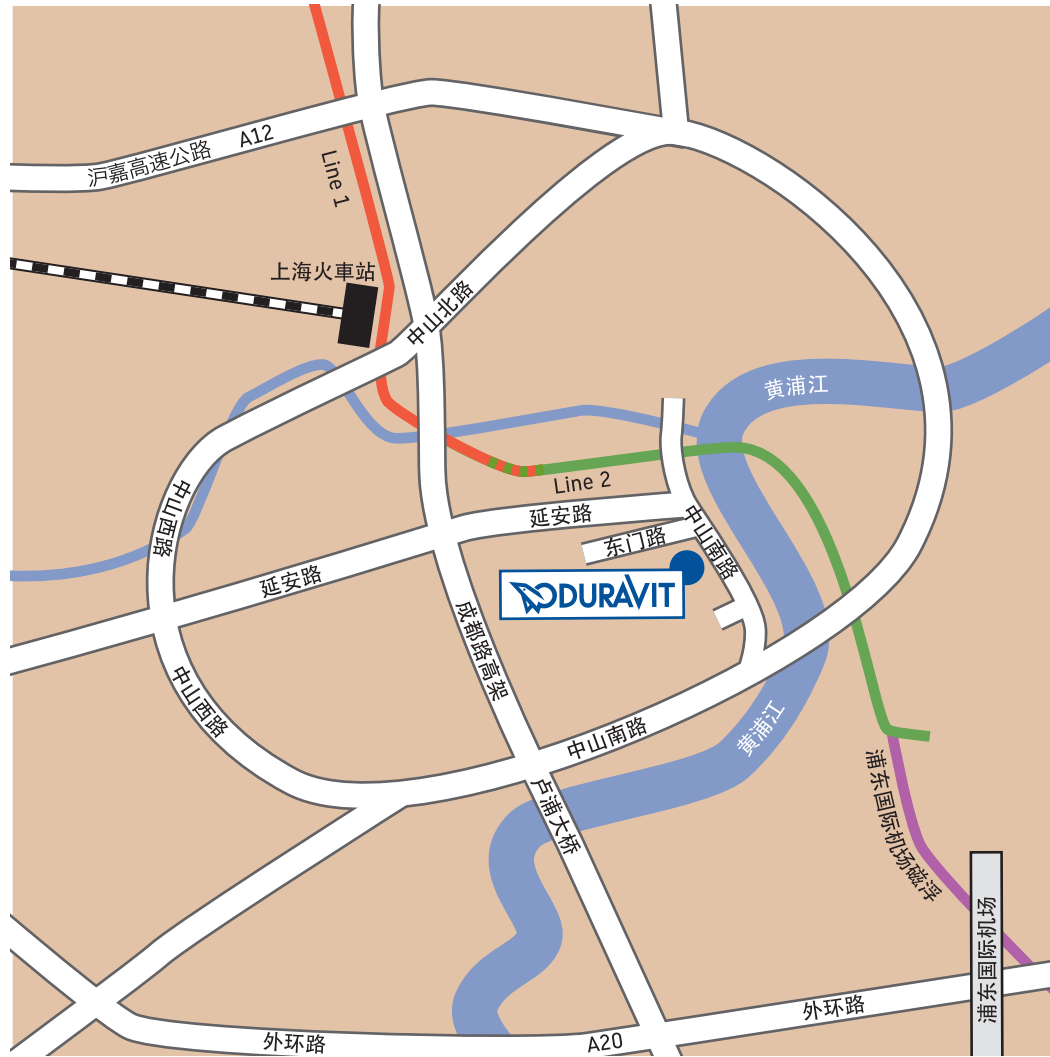 A12
沪嘉高速公路
Line 1
上海火車站
中山北路
黄浦江
Line 2
中山西路
延安路
中山南路
东门路
延安路
DURAVIT
成都路高架
中山西路
中山南路
黄浦江
卢浦大桥
浦东国际机场磁浮
浦东国际机场
外环路
外环路
A20